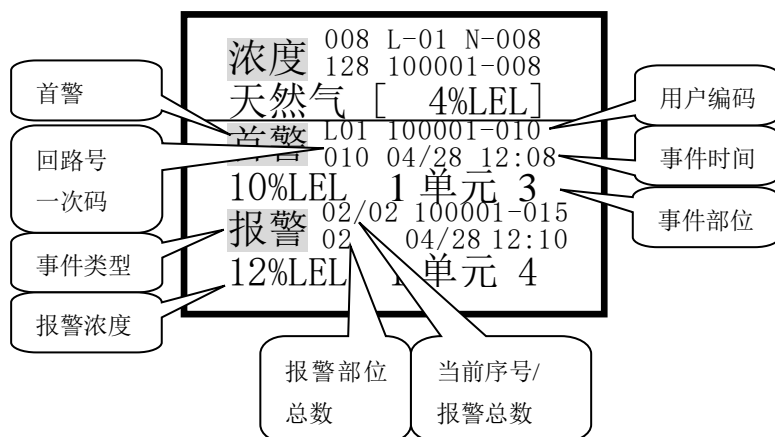 浓度 008 L-01 N-008
128 100001-008
天然气 [ 4%LEL]
首警 L01 100001-010
010 04/28 12:08
10%LEL 1 单元 3
报警 02/02 100001-015
02 04/28 12:10
12%LEL 1 单元 4
首警
回路号
一次码
事件类型
报警浓度
用户编码
事件时间
事件部位
报警部位
总数
当前序号/
报警总数